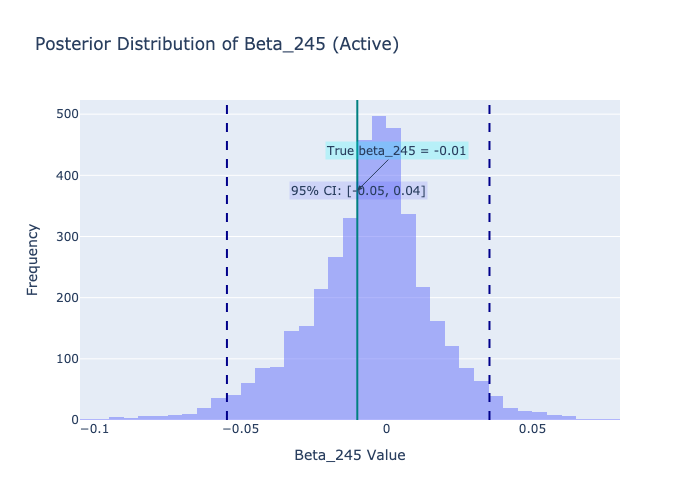 Posterior Distribution of Beta_245 (Active)
500
400
300
200
100
0
Frequency
True beta_245 = -0.01
95% CI: [-0.05, 0.04]
−0.1
−0.05
0
0.05
Beta_245 Value